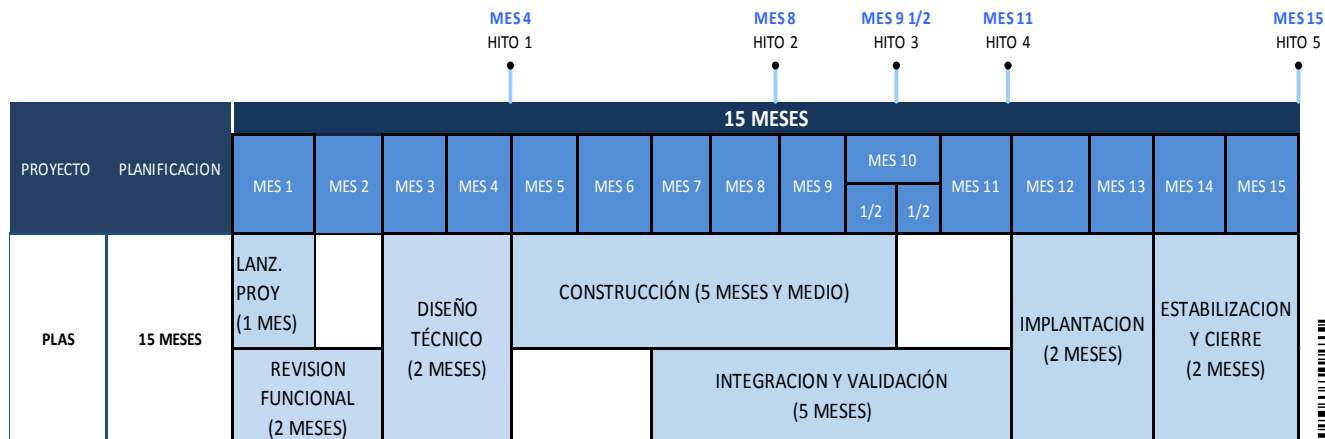 MES 4 MES 8 MES 9 1/2 MES 11 MES 15
HITO 1 HITO 2 HITO 3 HITO 4 HITO 5
15 MESES
PROYECTO PLANIFICACION MES 1 MES 2 MES 3 MES 4 MES 5 MES 6 MES 7 MES 8 MES 9 MES 10 MES 11 MES 12 MES 13 MES 14 MES 15
1/2 1/2
PLAS
15 MESES
LANZ.
PROY
(1 MES)
REVISION
FUNCIONAL
(2 MESES)
DISEÑO
TÉCNICO
(2 MESES)
CONSTRUCCIÓN (5 MESES Y MEDIO)
INTEGRACION Y VALIDACIÓN
(5 MESES)
IMPLANTACION
(2 MESES)
ESTABILIZACION
Y CIERRE
(2 MESES)